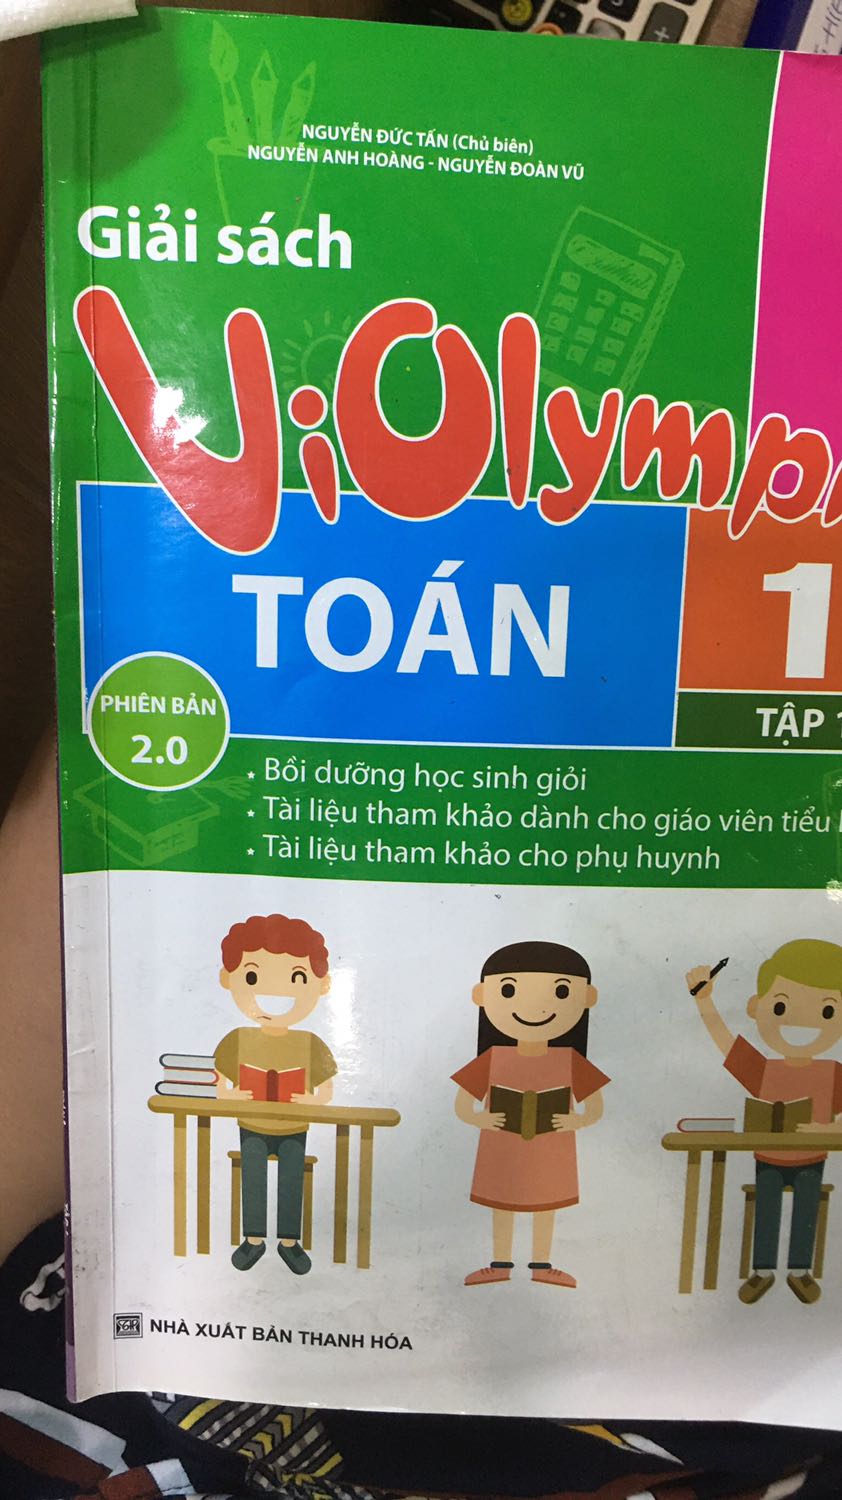 NGUYỄN ĐỨC TẤN (Chủ biên)
NGUYỄN ANH HOÀNG - NGUYỄN ĐOÀN VŨ
Giải sách
ViOlymp
TOÁN
1
TẬP 1
PHIÊN BẢN
2.0
Bồi dưỡng học sinh giỏi
Tài liệu tham khảo dành cho giáo viên tiểu
Tài liệu tham khảo cho phụ huynh
NHÀ XUẤT BẢN THANH HÓA